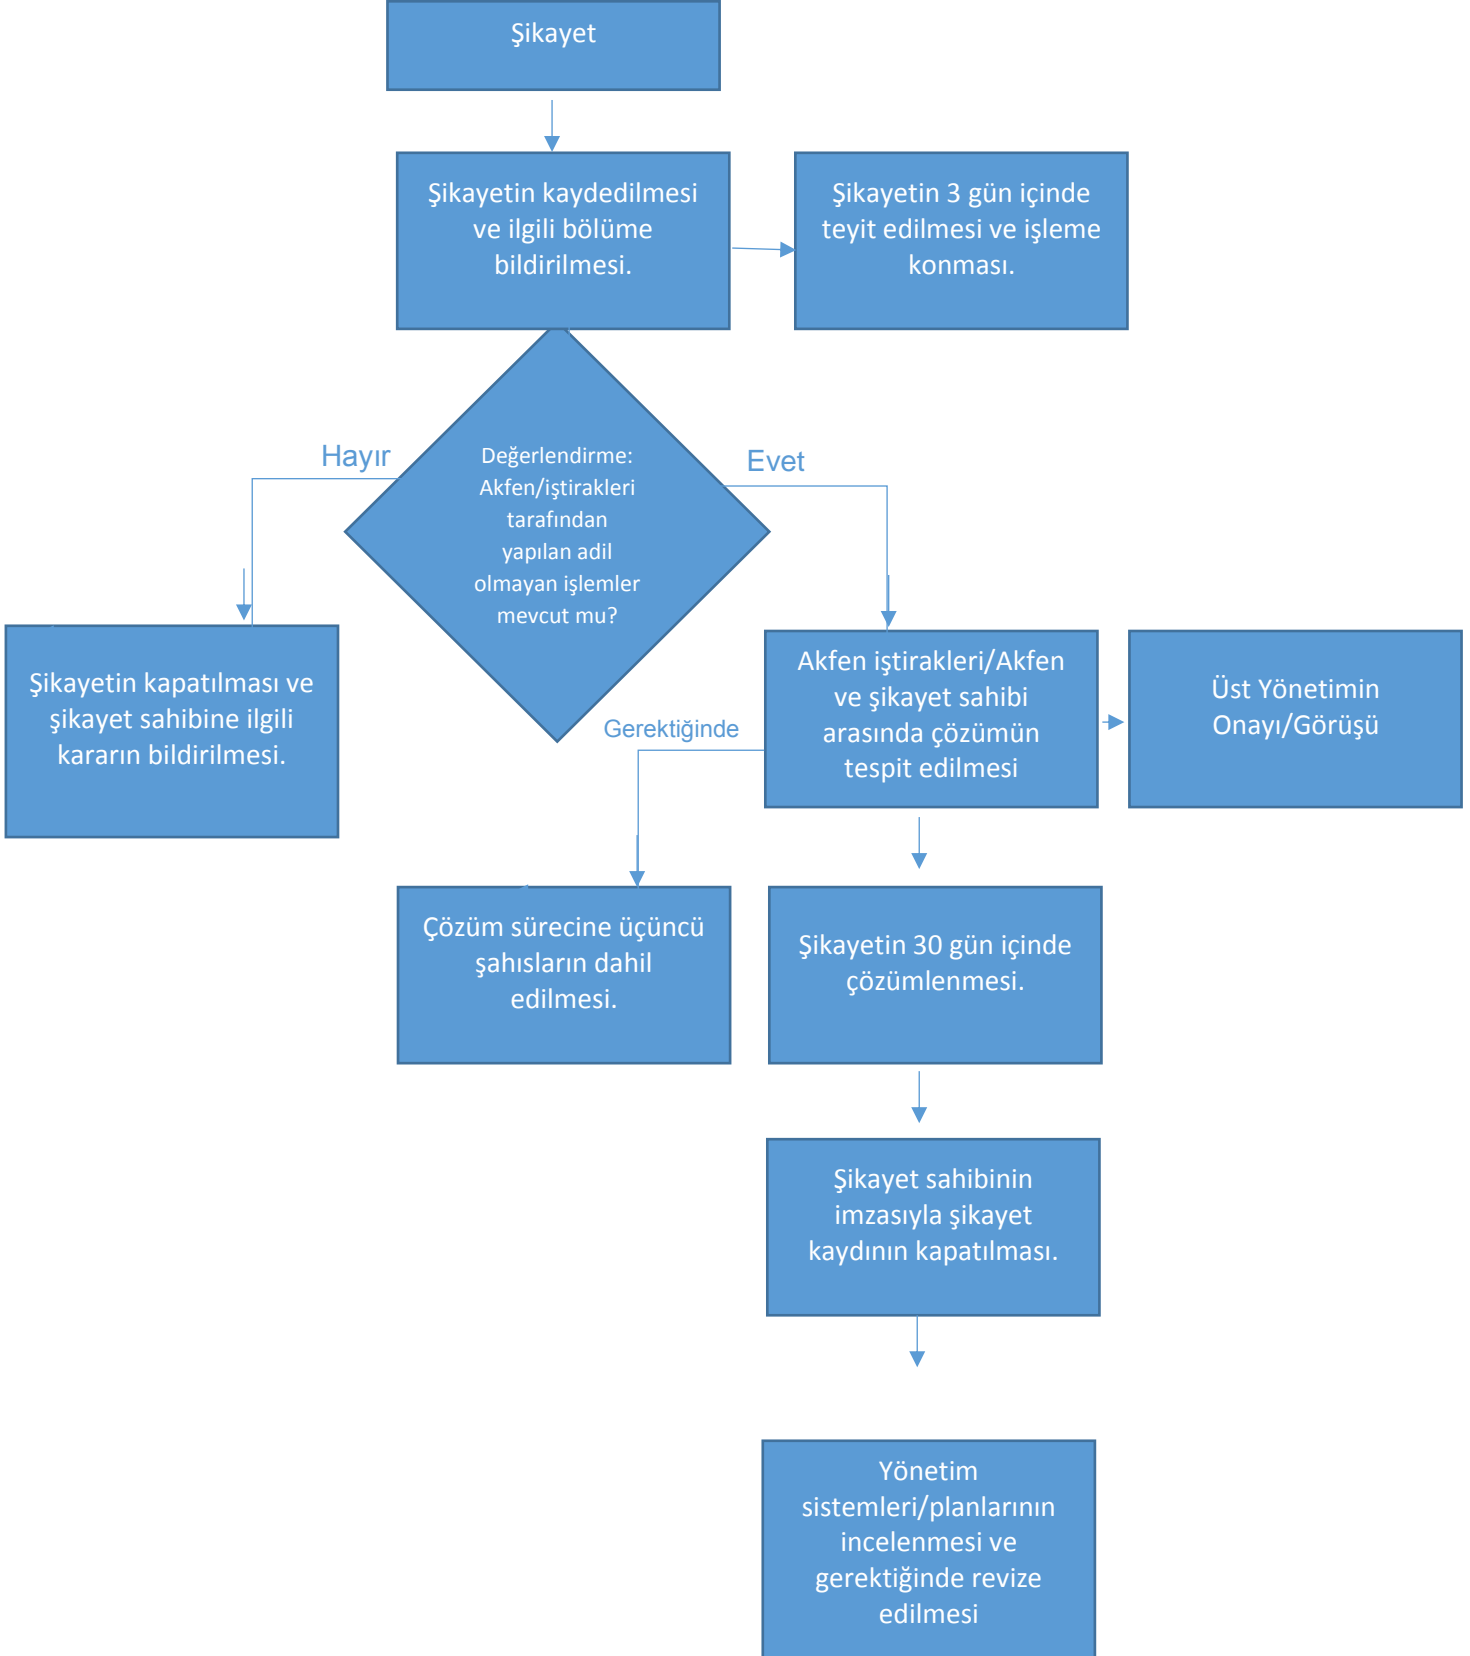 Şikayet
Şikayetin kaydedilmesi
ve ilgili bölüme
bildirilmesi.
Şikayetin 3 gün içinde
teyit edilmesi ve işleme
konması.
Hayır
Değerlendirme:
Akfen/iştirakleri
tarafından
yapılan adil
olmayan işlemler
mevcut mu?
Evet
Şikayetin kapatılması ve
şikayet sahibine ilgili
kararın bildirilmesi.
Gerektiğinde
Akfen iştirakleri/Akfen
ve şikayet sahibi
arasında çözümün
tespit edilmesi
Üst Yönetimin
Onayı/Görüşü
Çözüm sürecine üçüncü
şahısların dahil
edilmesi.
Şikayetin 30 gün içinde
çözümlenmesi.
Şikayet sahibinin
imzasıyla şikayet
kaydının kapatılması.
Yönetim
sistemleri/planlarının
incelenmesi ve
gerektiğinde revize
edilmesi